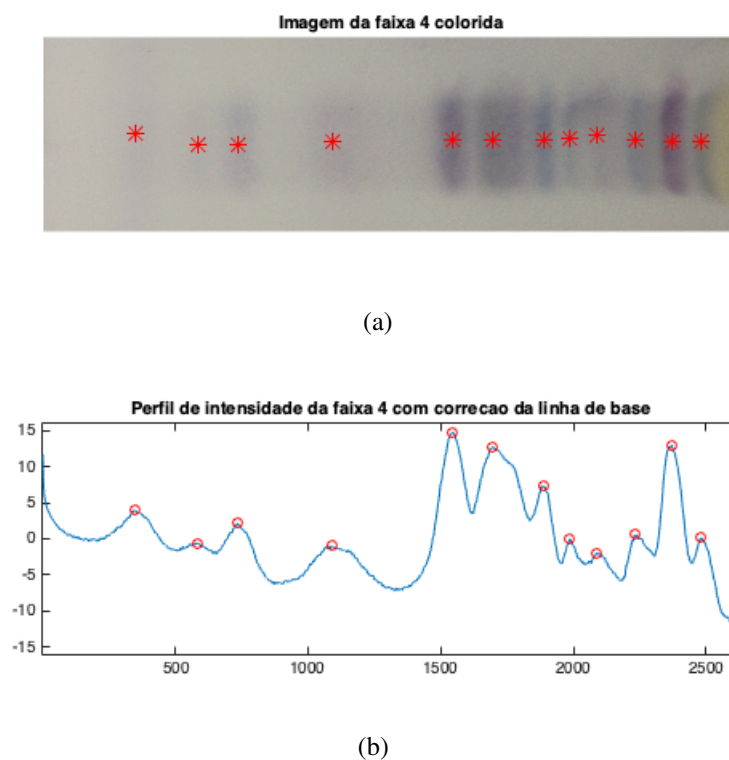 Imagem da faixa 4 colorida
(a)
Perfil de intensidade da faixa 4 com correcao da linha de base
15
10
5
0
-5
-10
-15
500 1000 1500 2000 2500
(b)